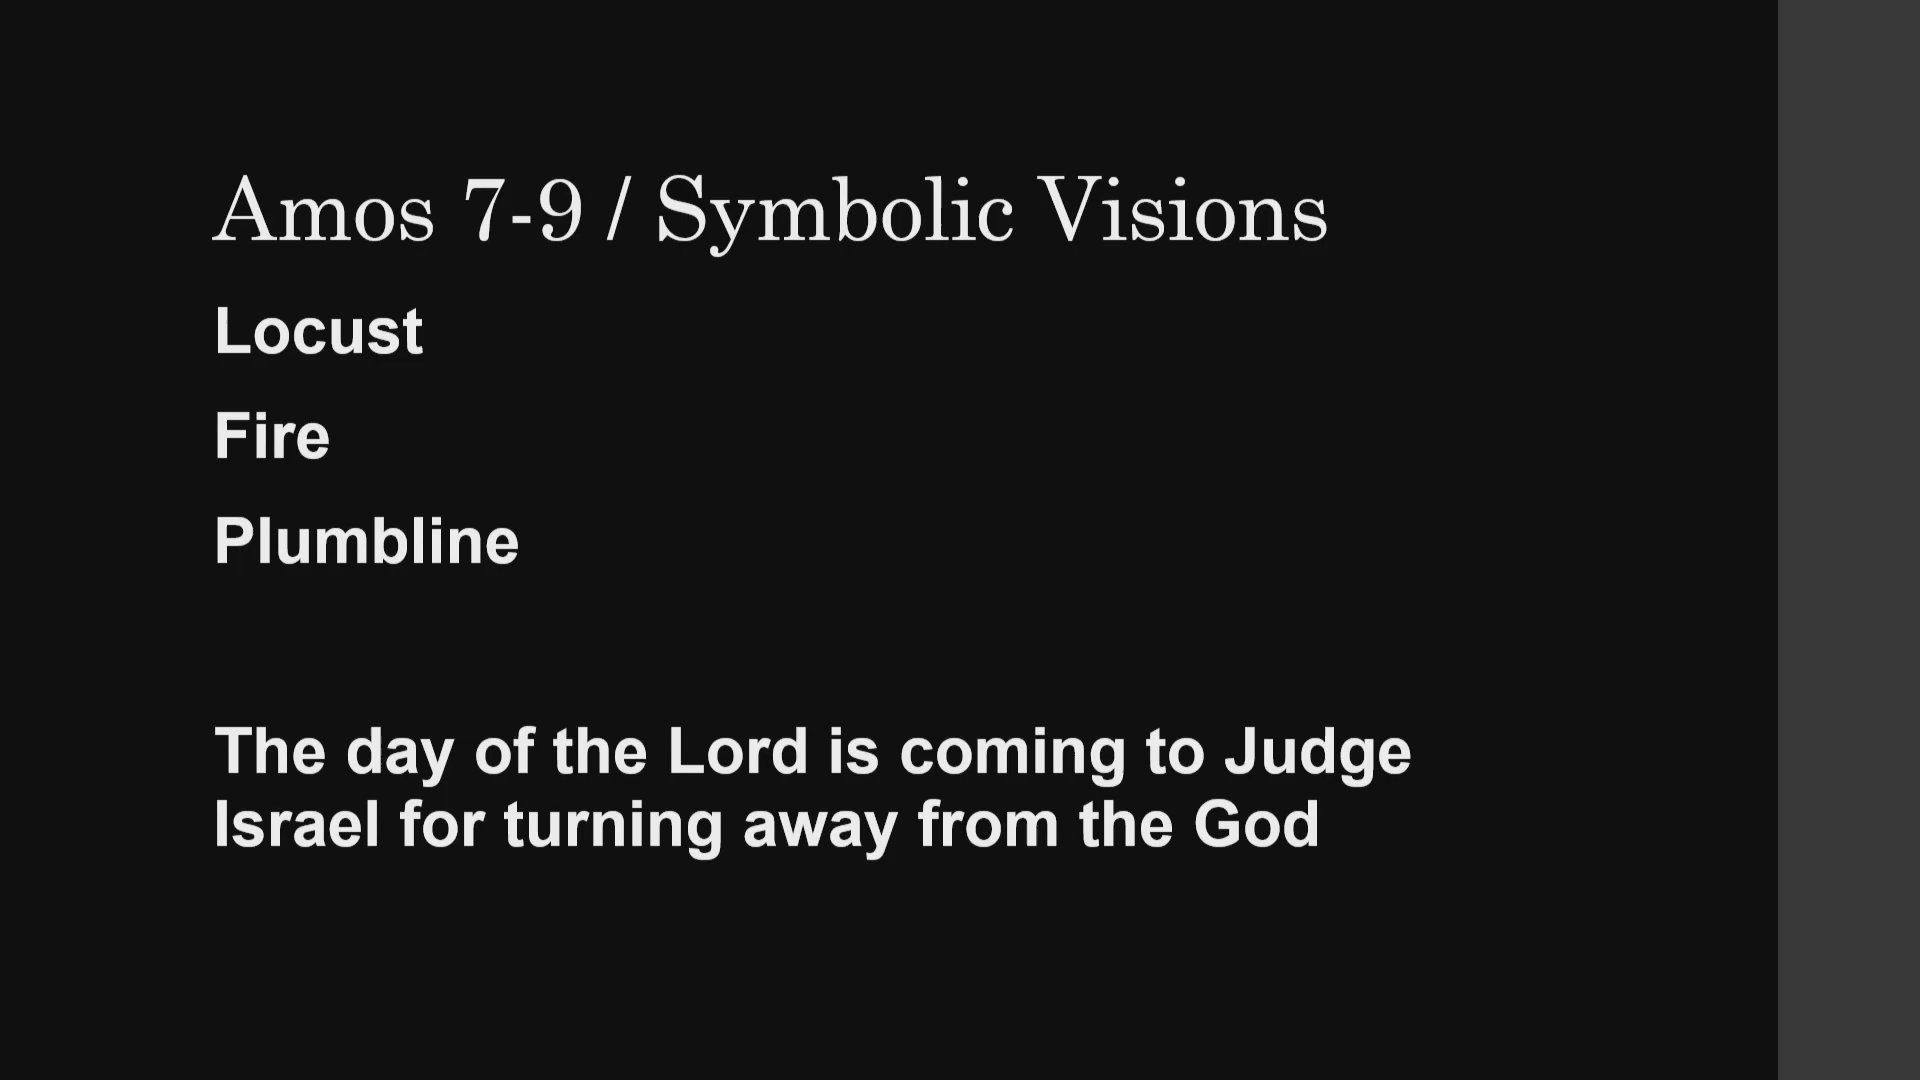 Amos 7-9 / Symbolic Visions
Locust
Fire
Plumbline
The day of the Lord is coming to Judge
Israel for turning away from the God